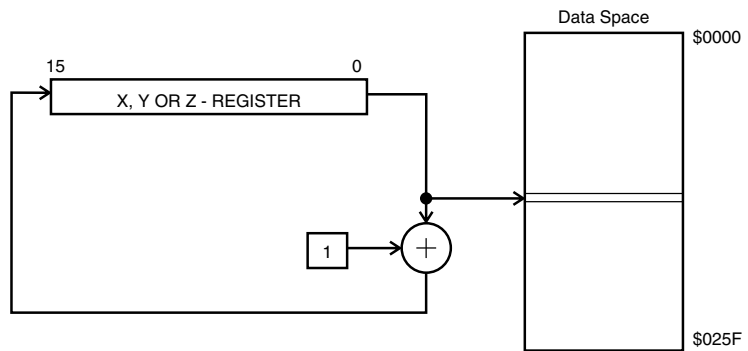 Data Space
$0000
15
0
X, Y OR Z - REGISTER
1
+
$025F